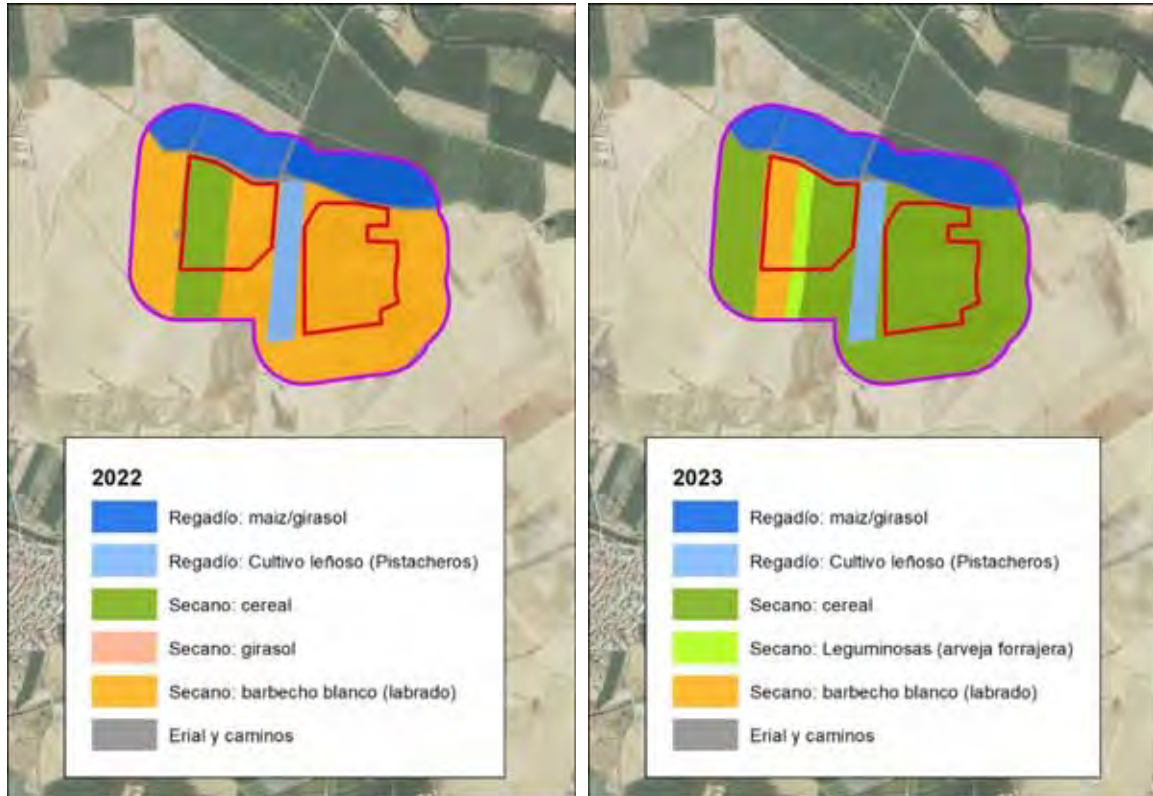 2022
Regadío: maiz/girasol
Regadío: Cultivo leñoso (Pistacheros)
Secano: cereal
Secano: girasol
Secano: barbecho blanco (labrado)
Erial y caminos
2023
Regadío: maiz/girasol
Regadío: Cultivo leñoso (Pistacheros)
Secano: cereal
Secano: Leguminosas (arveja forrajera)
Secano: barbecho blanco (labrado)
Erial y caminos